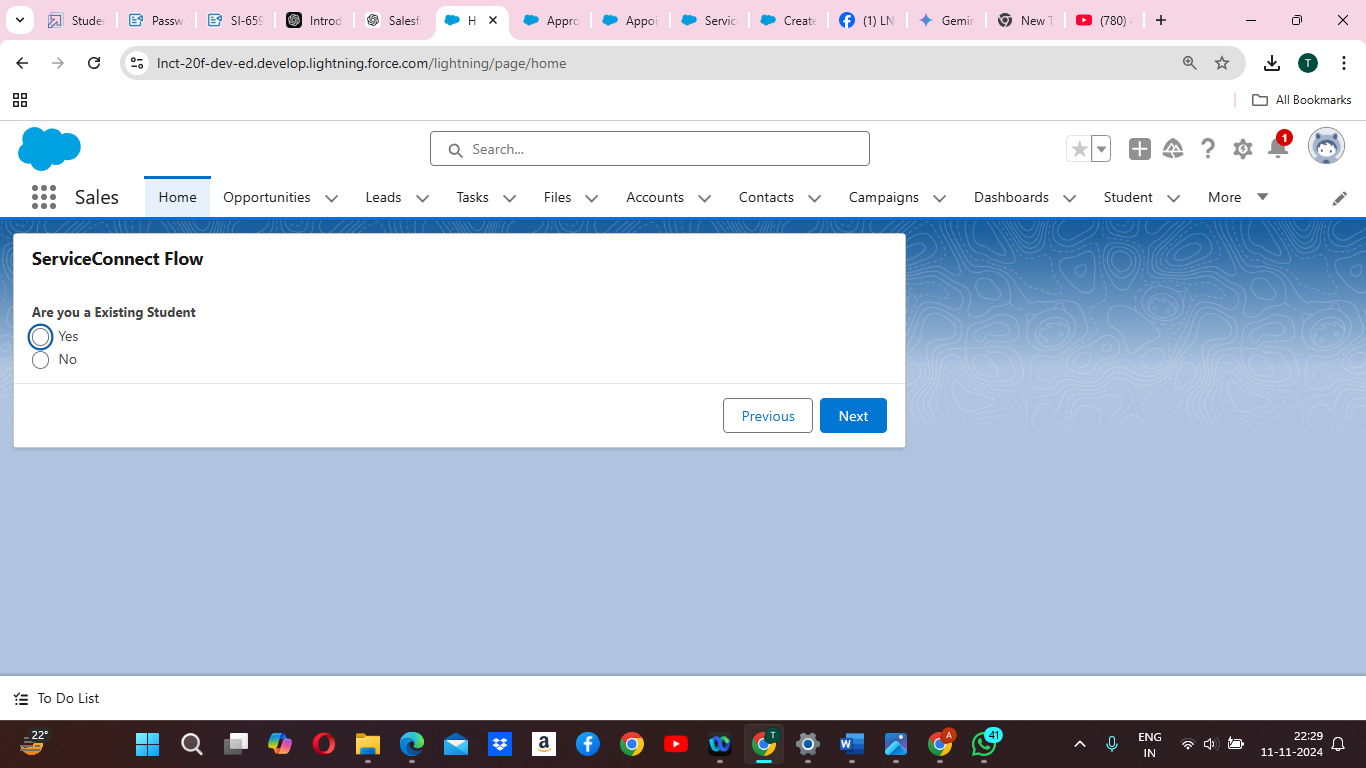 Studer
Passw
SI-659
Introd
Salesf
H
Appro
Appoi
Servic
Create
(1) LN
Gemir
New T
(780)
lnct-20f-dev-ed.develop.lightning.force.com/lightning/page/home
T
All Bookmarks
Search...
1
Sales
Home
Opportunities
Leads
Tasks
Files
Accounts
Contacts
Campaigns
Dashboards
Student
More
ServiceConnect Flow
Are you a Existing Student
Yes
No
Previous
Next
To Do List
22°
T
A
41
ENG
IN
22:29
11-11-2024